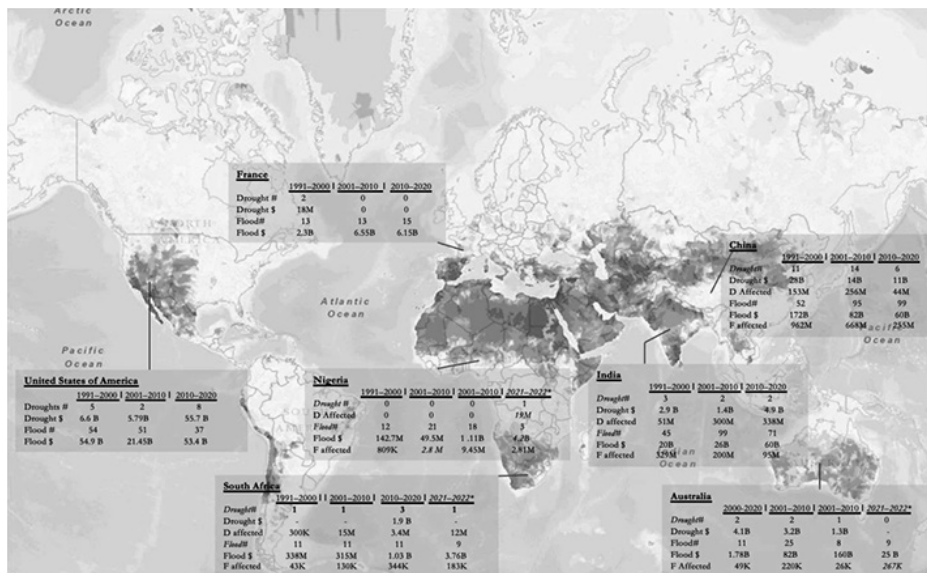 Arctic
Ocean
France
1991–2000 | 2001–2010 | 2010–2020
Drought # 2 0 0
Drought $ 18M 0 0
Flood# 13 13 15
Flood $ 2.3B 6.55B 6.15B
China
1991–2000 | 2001–2010 | 2010–2020
Drought# 11 14 6
Drought $ 28B 14B 11B
D Affected 153M 256M 44M
Flood# 52 95 99
Flood $ 172B 82B 60B
F affected 962M 668M 255M
Atlantic
Ocean
Pacific
Ocean
Pacific
Ocean
United States of America
1991–2000 | 2001–2010 | 2010–2020
Droughts # 5 2 8
Drought $ 6.6 B 5.79B 55.7 B
Flood # 54 51 37
Flood $ 54.9 B 21.45B 53.4 B
Nigeria
1991–2000 | 2001–2010 | 2001–2010 | 2021–2022*
Drought # 0 0 0 1
D Affected 0 0 0 19M
Flood# 12 21 18 3
Flood $ 142.7M 49.5M 1 .11B 4.2B
F affected 809K 2.8 M 9.45M 2.81M
India
1991–2000 | 2001–2010 | 2010–2020
Drought# 3 2 2
Drought $ 2.9 B 1.4B 4.9 B
D Affected 51M 300M 338M
Flood# 45 99 71
Flood $ 20B 26B 60B
F affected 329M 200M 95M
Ocean
South Africa
1991–2000 | | 2001–2010 | 2010–2020 | 2021–2022*
Drought# 1 1 3 1
Drought $ - - 1.9 B -
D affected 300K 15M 3.4M 12M
Flood# 11 11 11 9
Flood $ 338M 315M 1.03 B 3.76B
F affected 43K 130K 344K 183K
Australia
2000-2020 | 2001–2010 | 2001–2010 | 2021–2022*
Drought# 2 2 1 0
Drought $ 4.1B 3.2B 1.3B -
Flood# 11 25 8 9
Flood $ 1.78B 82B 160B 25 B
F Affected 49K 220K 26K 267K